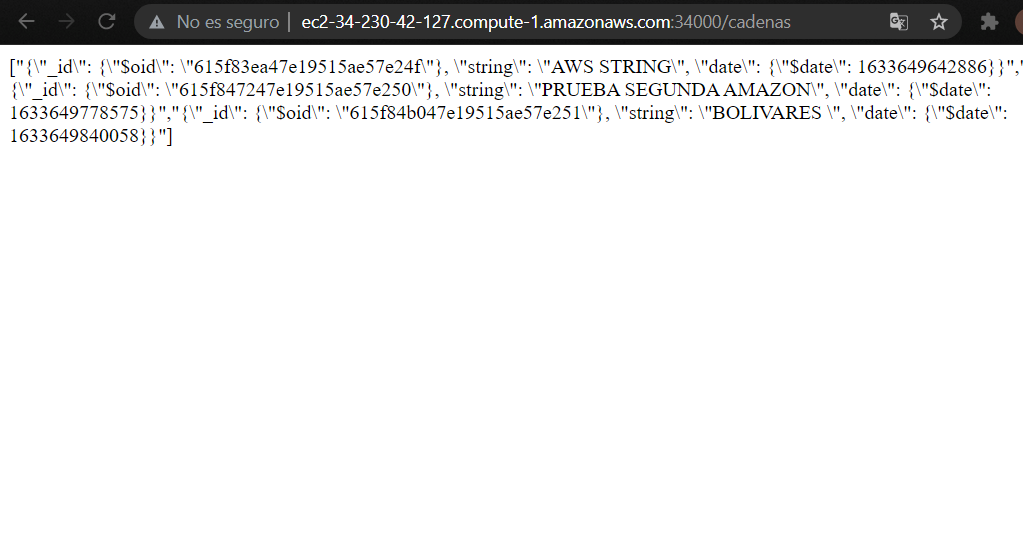 No es seguro | ec2-34-230-42-127.compute-1.amazonaws.com:34000/cadenas
["{\"_id\": {\"$oid\": \"615f83ea47e19515ae57e24f\"}, \"string\": \"AWS STRING\", \"date\": {\"$date\": 1633649642886}}","
{\"_id\": {\"$oid\": \"615f847247e19515ae57e250\"}, \"string\": \"PRUEBA SEGUNDA AMAZON\", \"date\": {\"$date\":
1633649778575}}","{\"_id\": {\"$oid\": \"615f84b047e19515ae57e251\"}, \"string\": \"BOLIVARES \", \"date\": {\"$date\":
1633649840058}}"]